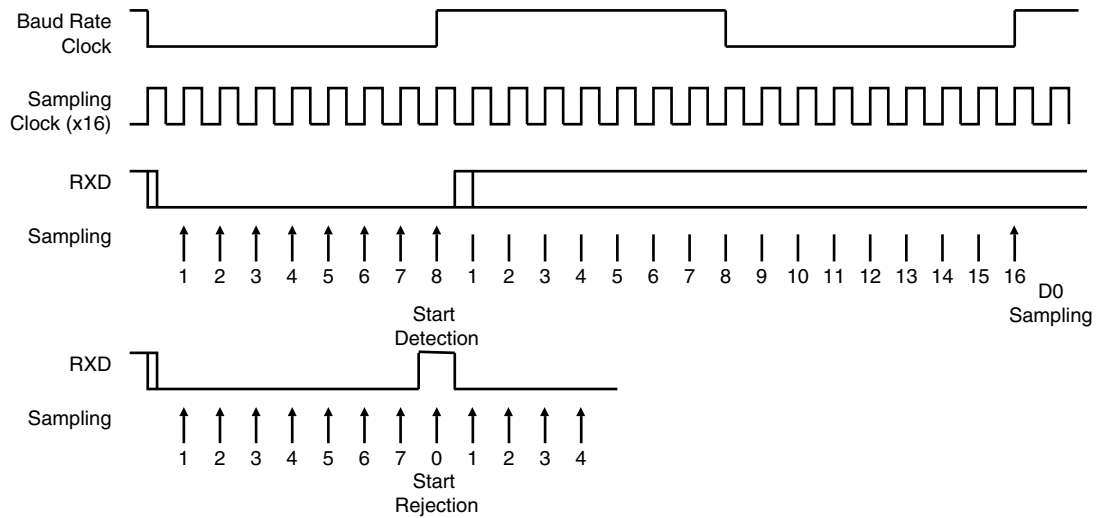 Baud Rate
Clock
Sampling
Clock (x16)
RXD
Sampling
1 2 3 4 5 6 7 8 1 2 3 4 5 6 7 8 9 10 11 12 13 14 15 16
D0
Sampling
Start
Detection
RXD
Sampling
1 2 3 4 5 6 7 0 1 2 3 4
Start
Rejection